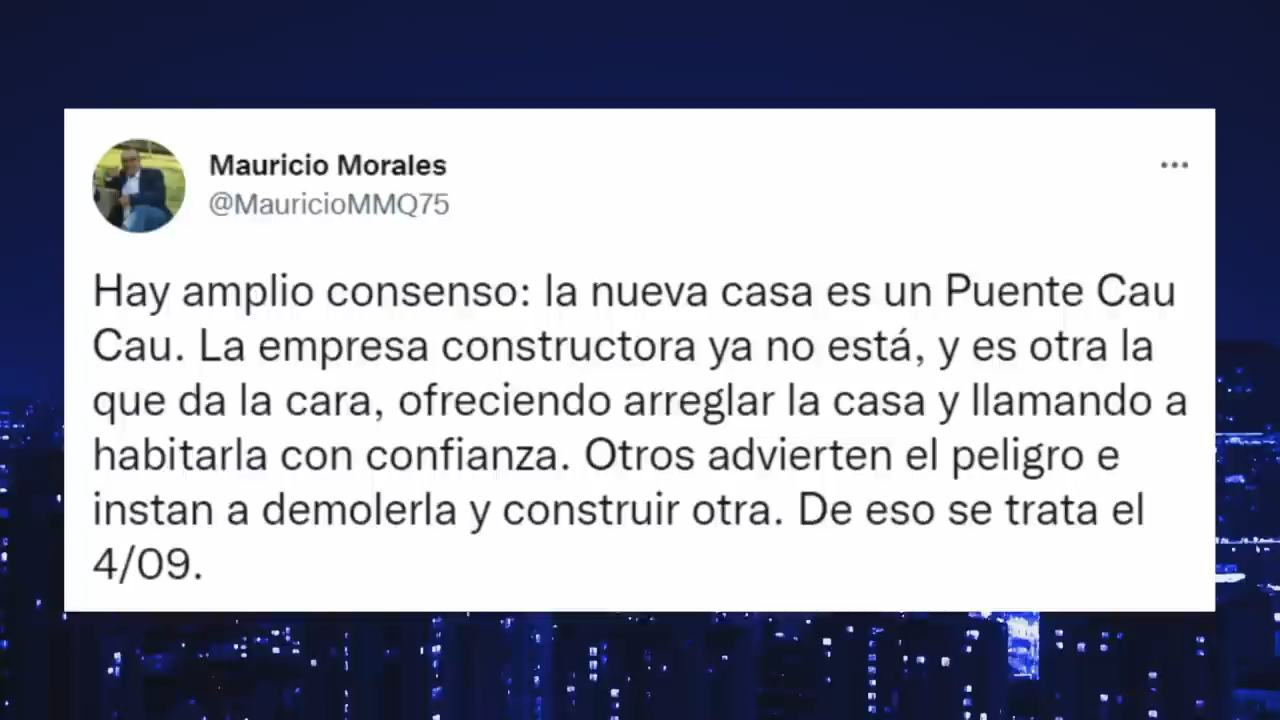 Mauricio Morales
@MauricioMMQ75
Hay amplio consenso: la nueva casa es un Puente Cau
Cau. La empresa constructora ya no está, y es otra la
que da la cara, ofreciendo arreglar la casa y llamando a
habitarla con confianza. Otros advierten el peligro e
instan a demolerla y construir otra. De eso se trata el
4/09.